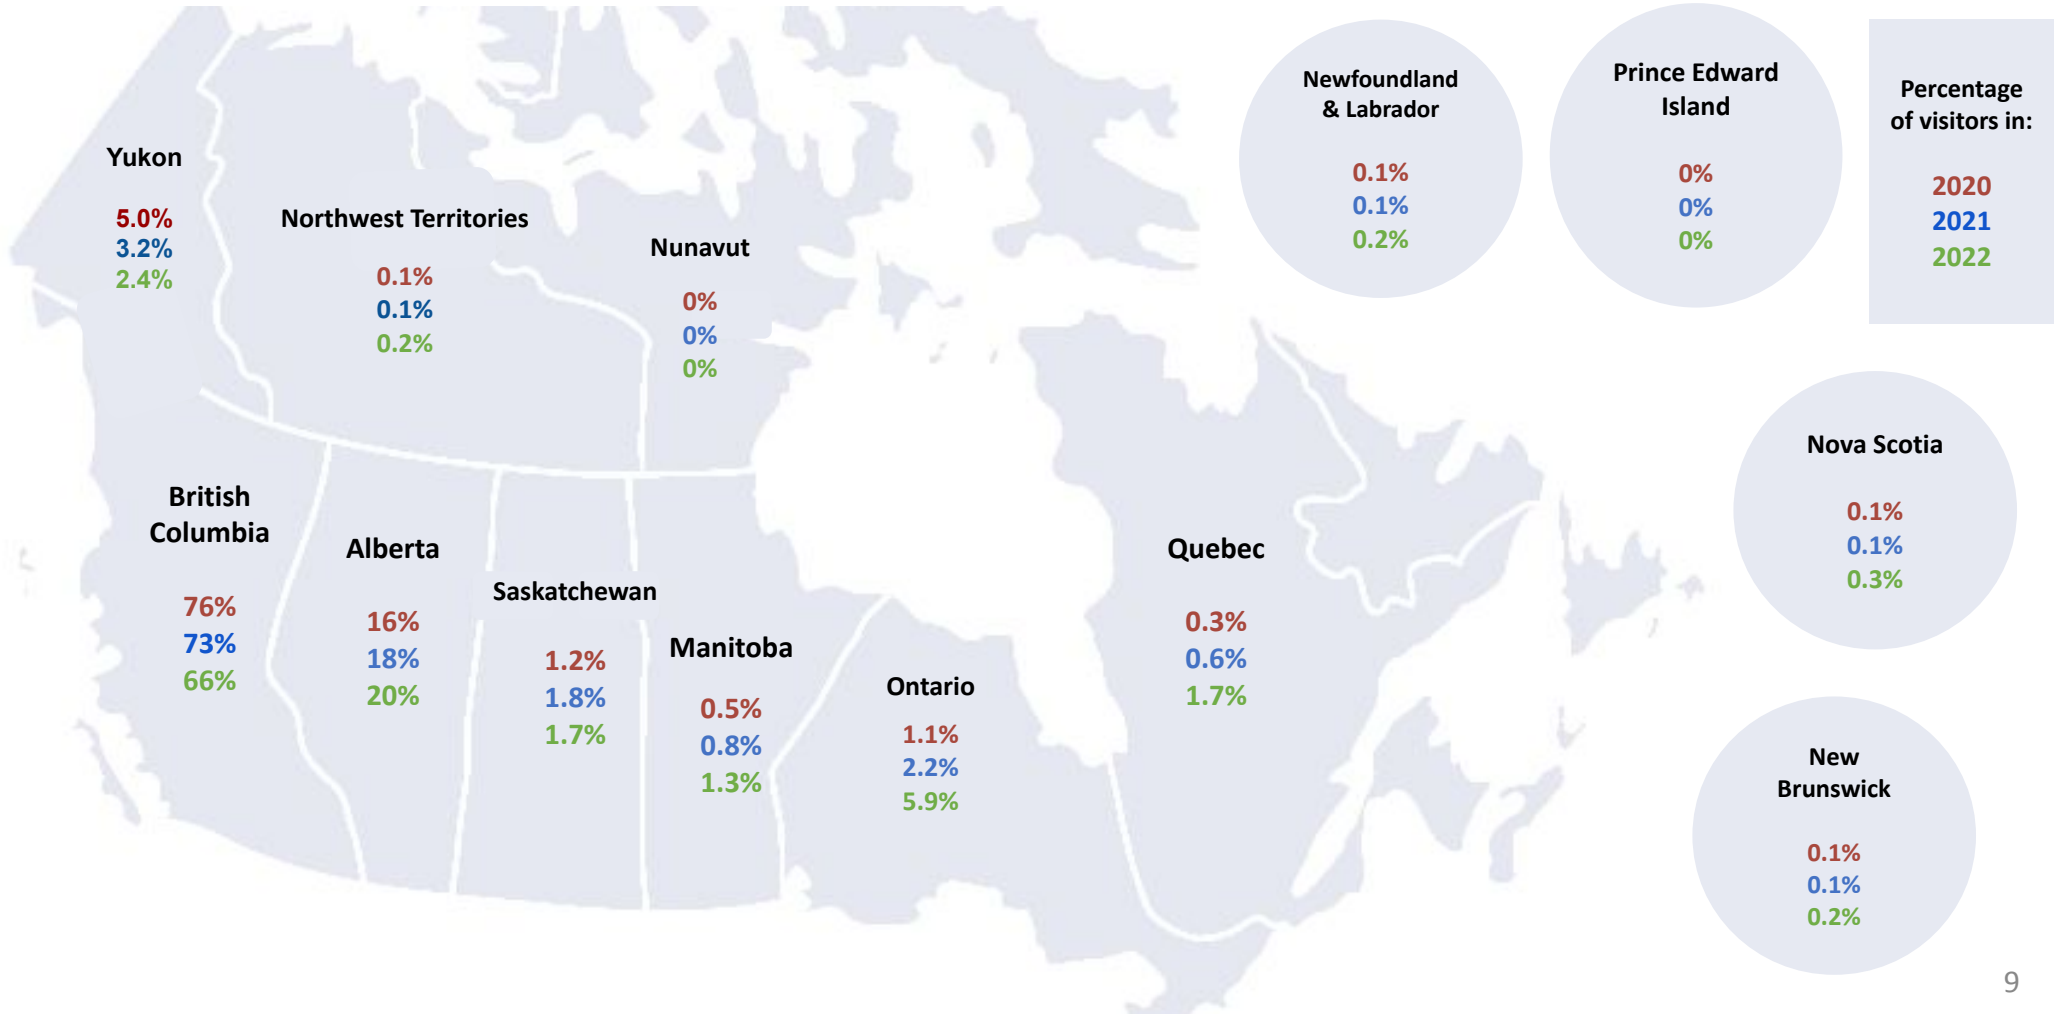 Yukon
5.0%
3.2%
2.4%
Northwest Territories
0.1%
0.1%
0.2%
Nunavut
0%
0%
0%
Newfoundland
& Labrador
0.1%
0.1%
0.2%
Prince Edward
Island
0%
0%
0%
Percentage
of visitors in:
2020
2021
2022
British
Columbia
76%
73%
66%
Alberta
16%
18%
20%
Saskatchewan
1.2%
1.8%
1.7%
Manitoba
0.5%
0.8%
1.3%
Ontario
1.1%
2.2%
5.9%
Quebec
0.3%
0.6%
1.7%
Nova Scotia
0.1%
0.1%
0.3%
New
Brunswick
0.1%
0.1%
0.2%
9